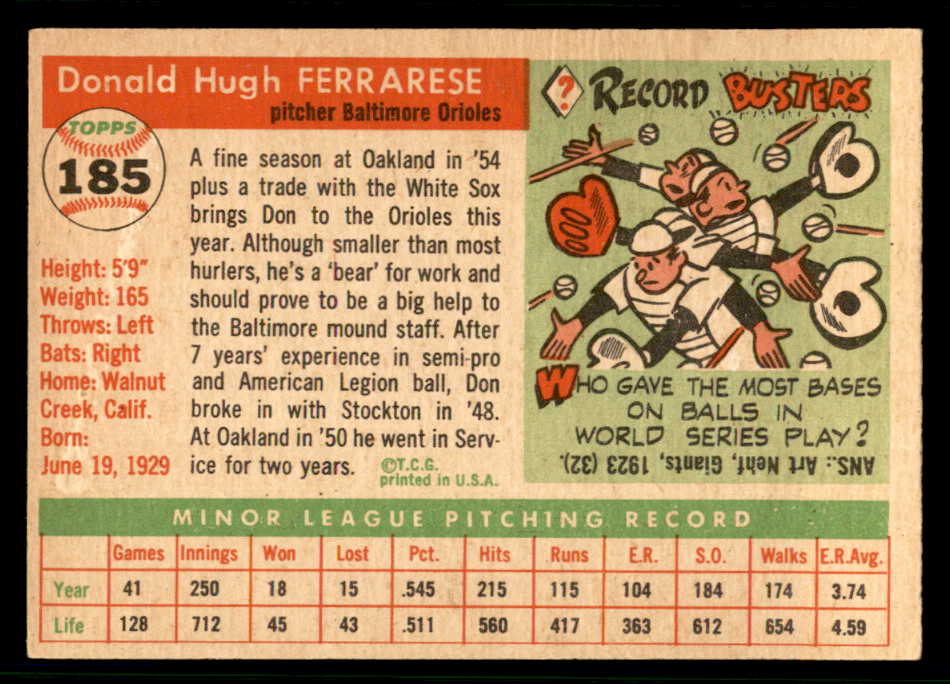 Donald Hugh FERRARESE
pitcher Baltimore Orioles
TOPPS
185
Height: 5'9"
Weight: 165
Throws: Left
Bats: Right
Home: Walnut
Creek, Calif.
Born:
June 19, 1929
A fine season at Oakland in '54
plus a trade with the White Sox
brings Don to the Orioles this
year. Although smaller than most
hurlers, he's a 'bear' for work and
should prove to be a big help to
the Baltimore mound staff. After
7 years' experience in semi-pro
and American Legion ball, Don
broke in with Stockton in '48.
At Oakland in '50 he went in Serv-
ice for two years.
©T.C.G.
printed in U.S.A.
? RECORD BUSTERS
WHO GAVE THE MOST BASES
ON BALLS IN
WORLD SERIES PLAY?
ANS.: Art Nehf, Giants, 1923 (32).
MINOR LEAGUE PITCHING RECORD
Games Innings Won Lost Pct. Hits Runs E.R. S.O. Walks E.R.Avg.
Year 41 250 18 15 .545 215 115 104 184 174 3.74
Life 128 712 45 43 .511 560 417 363 612 654 4.59